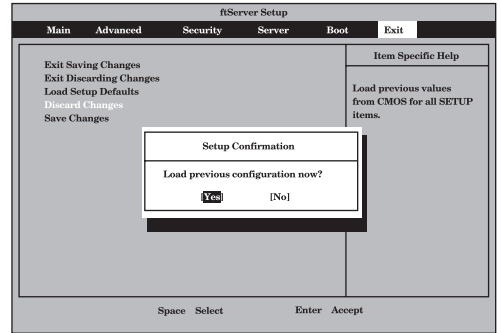 ftServer Setup
Main Advanced Security Server Boot Exit
Exit Saving Changes
Exit Discarding Changes
Load Setup Defaults
Discard Changes
Save Changes
Item Specific Help
Load previous values
from CMOS for all SETUP
items.
Setup Confirmation
Load previous configuration now?
[Yes] [No]
Space Select Enter Accept